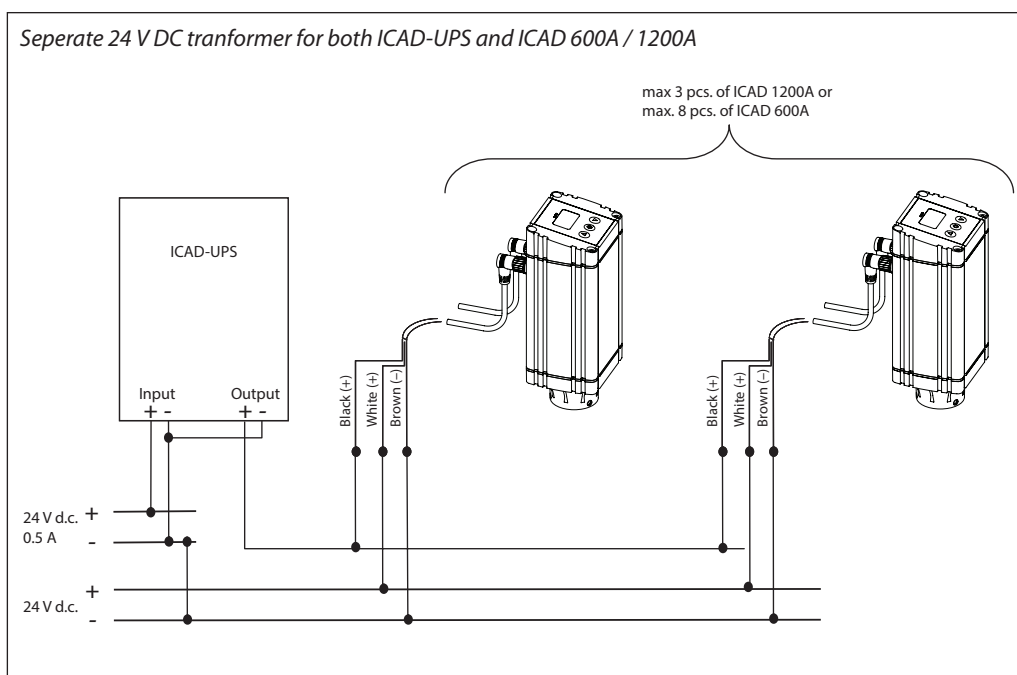 Seperate 24 V DC tranformer for both ICAD-UPS and ICAD 600A / 1200A
max 3 pcs. of ICAD 1200A or
max. 8 pcs. of ICAD 600A
ICAD-UPS
Input
Output
+ -
+ -
Black (+)
White (+)
Brown (–)
Black (+)
White (+)
Brown (–)
24 V d.c. +
0.5 A -
+
24 V d.c.
-